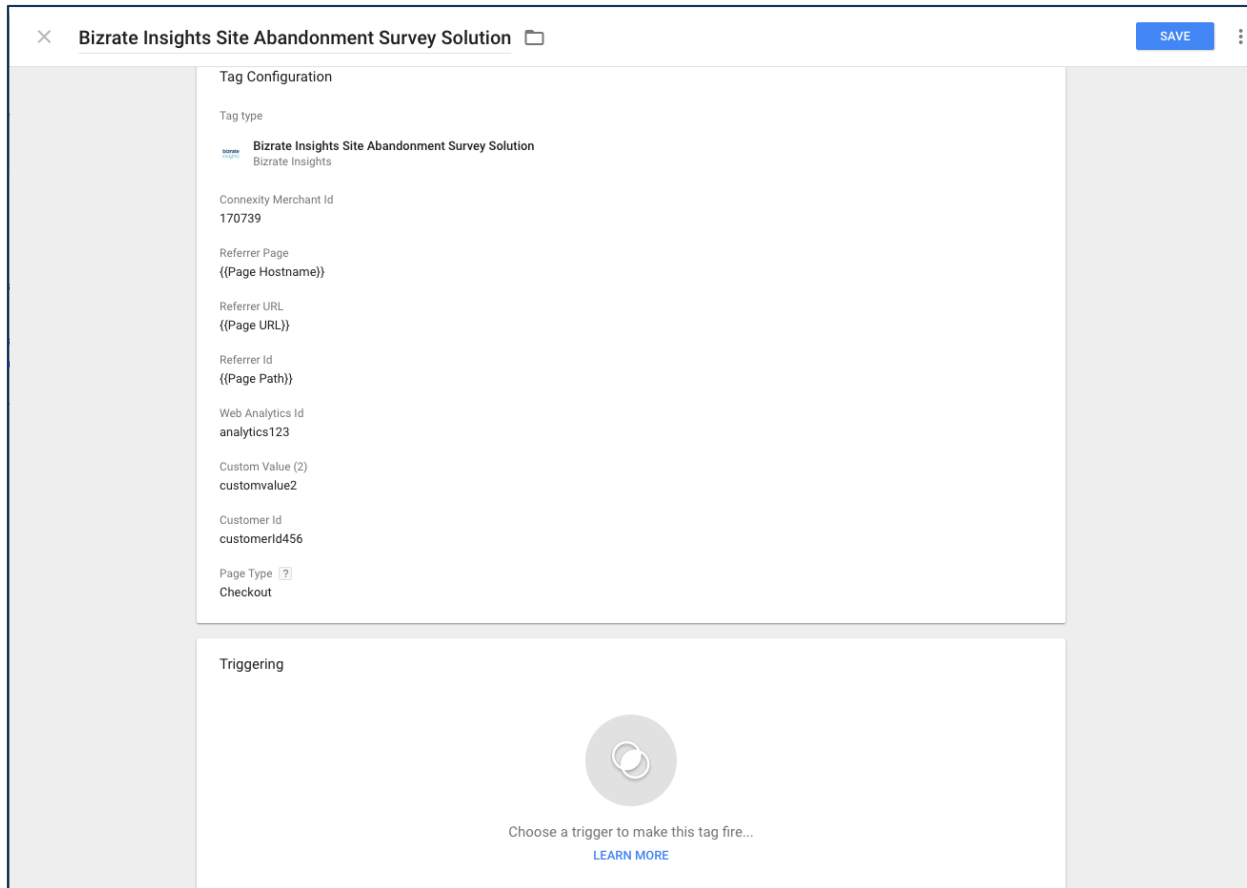 Bizrate Insights Site Abandonment Survey Solution
SAVE
Tag Configuration
Tag type
bizrate
insights
Bizrate Insights Site Abandonment Survey Solution
Bizrate Insights
Connexity Merchant Id
170739
Referrer Page
{{Page Hostname}}
Referrer URL
{{Page URL}}
Referrer Id
{{Page Path}}
Web Analytics Id
analytics123
Custom Value (2)
customvalue2
Customer Id
customerId456
Page Type ?
Checkout
Triggering
Choose a trigger to make this tag fire...
LEARN MORE